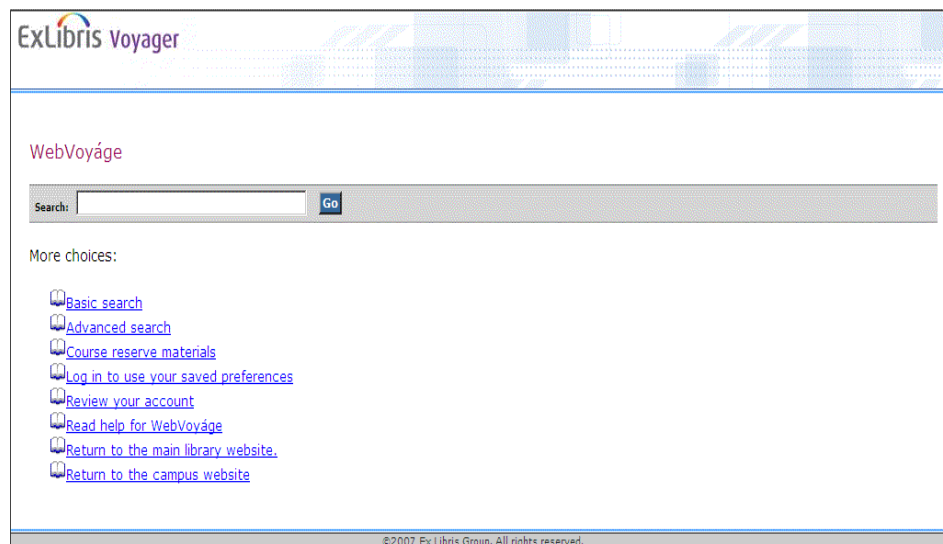 ExLibris Voyager
WebVoyáge
Search: Go
More choices:
Basic search
Advanced search
Course reserve materials
Log in to use your saved preferences
Review your account
Read help for WebVoyáge
Return to the main library website.
Return to the campus website
©2007 Ex Libris Group. All rights reserved.